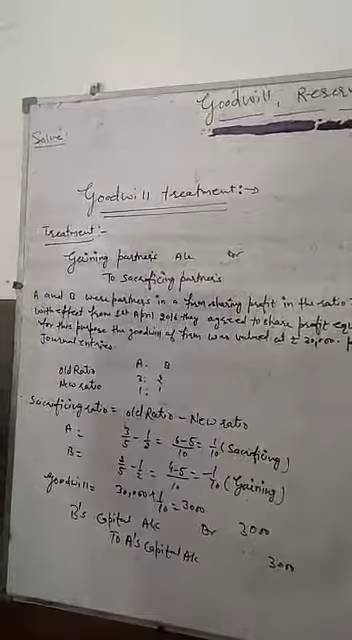 Goodwill, Reser
Solve:
Goodwill treatment:→
Treatment:-
Gaining partner's A/c Dr
To Sacrificing partner's
A and B were partners in a firm sharing profit in the ratio
with effect from 1st April 2016 they agreed to share profit equ
for this purpose the goodwill of firm was valued at ₹ 30,000.
Journal entries.
A: B
Old Ratio 3: 2
New ratio 1: 1
Sacrificing ratio = old Ratio - New ratio
A= 3/5 - 1/2 = 6-5/10 = 1/10 (Sacrificing)
B= 2/5 - 1/2 = 4-5/10 = -1/10 (Gaining)
Goodwill= 30,000 × 1/10 = 3000
B's Capital A/c Dr 3000
To A's Capital A/c 3000